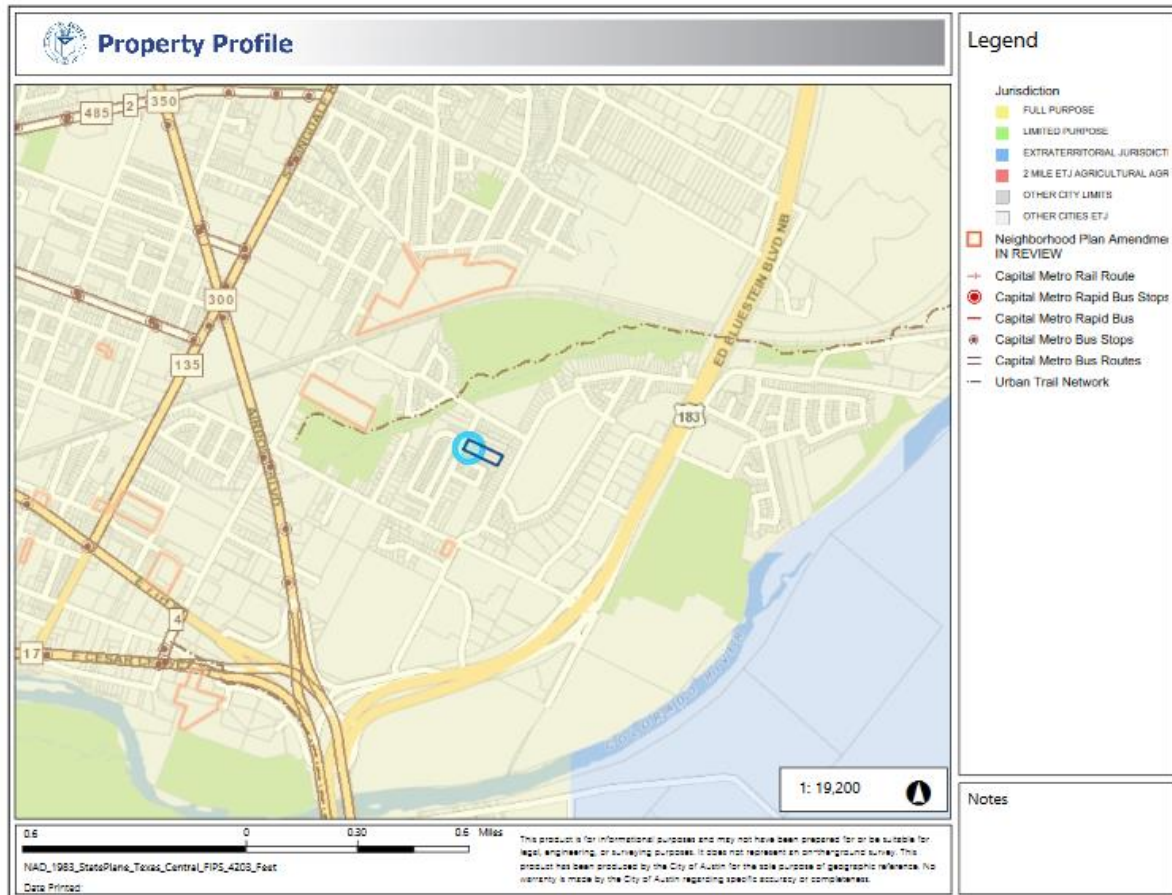 Property Profile
485
2
350
300
135
AIRPORT BLVD
ED BLUESTEIN BLVD NB
183
4
17
1: 19,200
0.6
0
0.30
0.6 Miles
NAD_1983_StatePlane_Texas_Central_FIPS_4203_Feet
Date Printed:
This product is for informational purposes and may not have been prepared for or be suitable for
legal, engineering, or surveying purposes. It does not represent an on-the-ground survey. This
product has been produced by the City of Austin for the sole purpose of geographic reference. No
warranty is made by the City of Austin regarding specific accuracy or completeness.
Legend
Jurisdiction
FULL PURPOSE
LIMITED PURPOSE
EXTRATERRITORIAL JURISDICTI
2 MILE ETJ AGRICULTURAL AGR
OTHER CITY LIMITS
OTHER CITIES ETJ
Neighborhood Plan Amendme
IN REVIEW
Capital Metro Rail Route
Capital Metro Rapid Bus Stops
Capital Metro Rapid Bus
Capital Metro Bus Stops
Capital Metro Bus Routes
Urban Trail Network
Notes